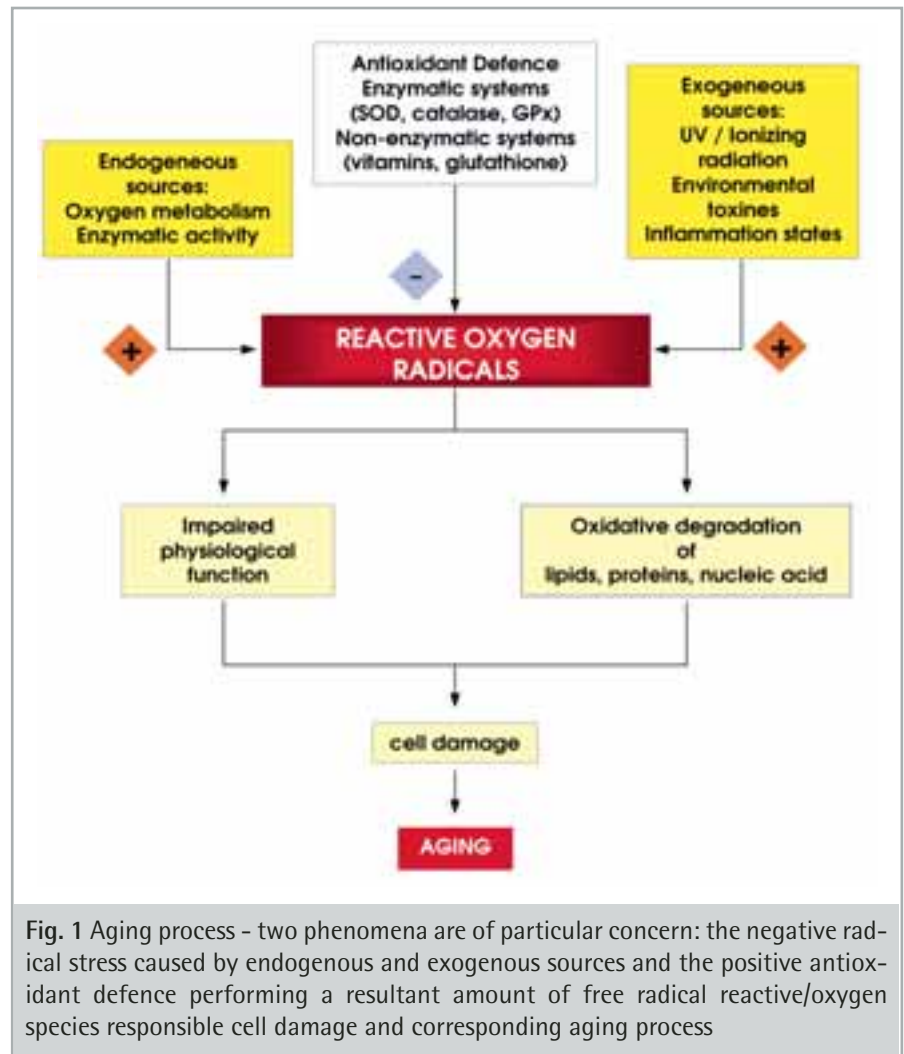 Antioxidant Defence
Enzymatic systems
(SOD, catalase, GPx)
Non-enzymatic systems
(vitamins, glutathione)
Exogeneous
sources:
UV / Ionizing
radiation
Environmental
toxines
Inflammation states
Endogeneous
sources:
Oxygen metabolism
Enzymatic activity
-
+
+
REACTIVE OXYGEN
RADICALS
Impaired
physiological
function
Oxidative degradation
of
lipids, proteins, nucleic acid
cell damage
AGING
Fig. 1 Aging process - two phenomena are of particular concern: the negative rad-
ical stress caused by endogenous and exogenous sources and the positive antiox-
idant defence performing a resultant amount of free radical reactive/oxygen
species responsible cell damage and corresponding aging process